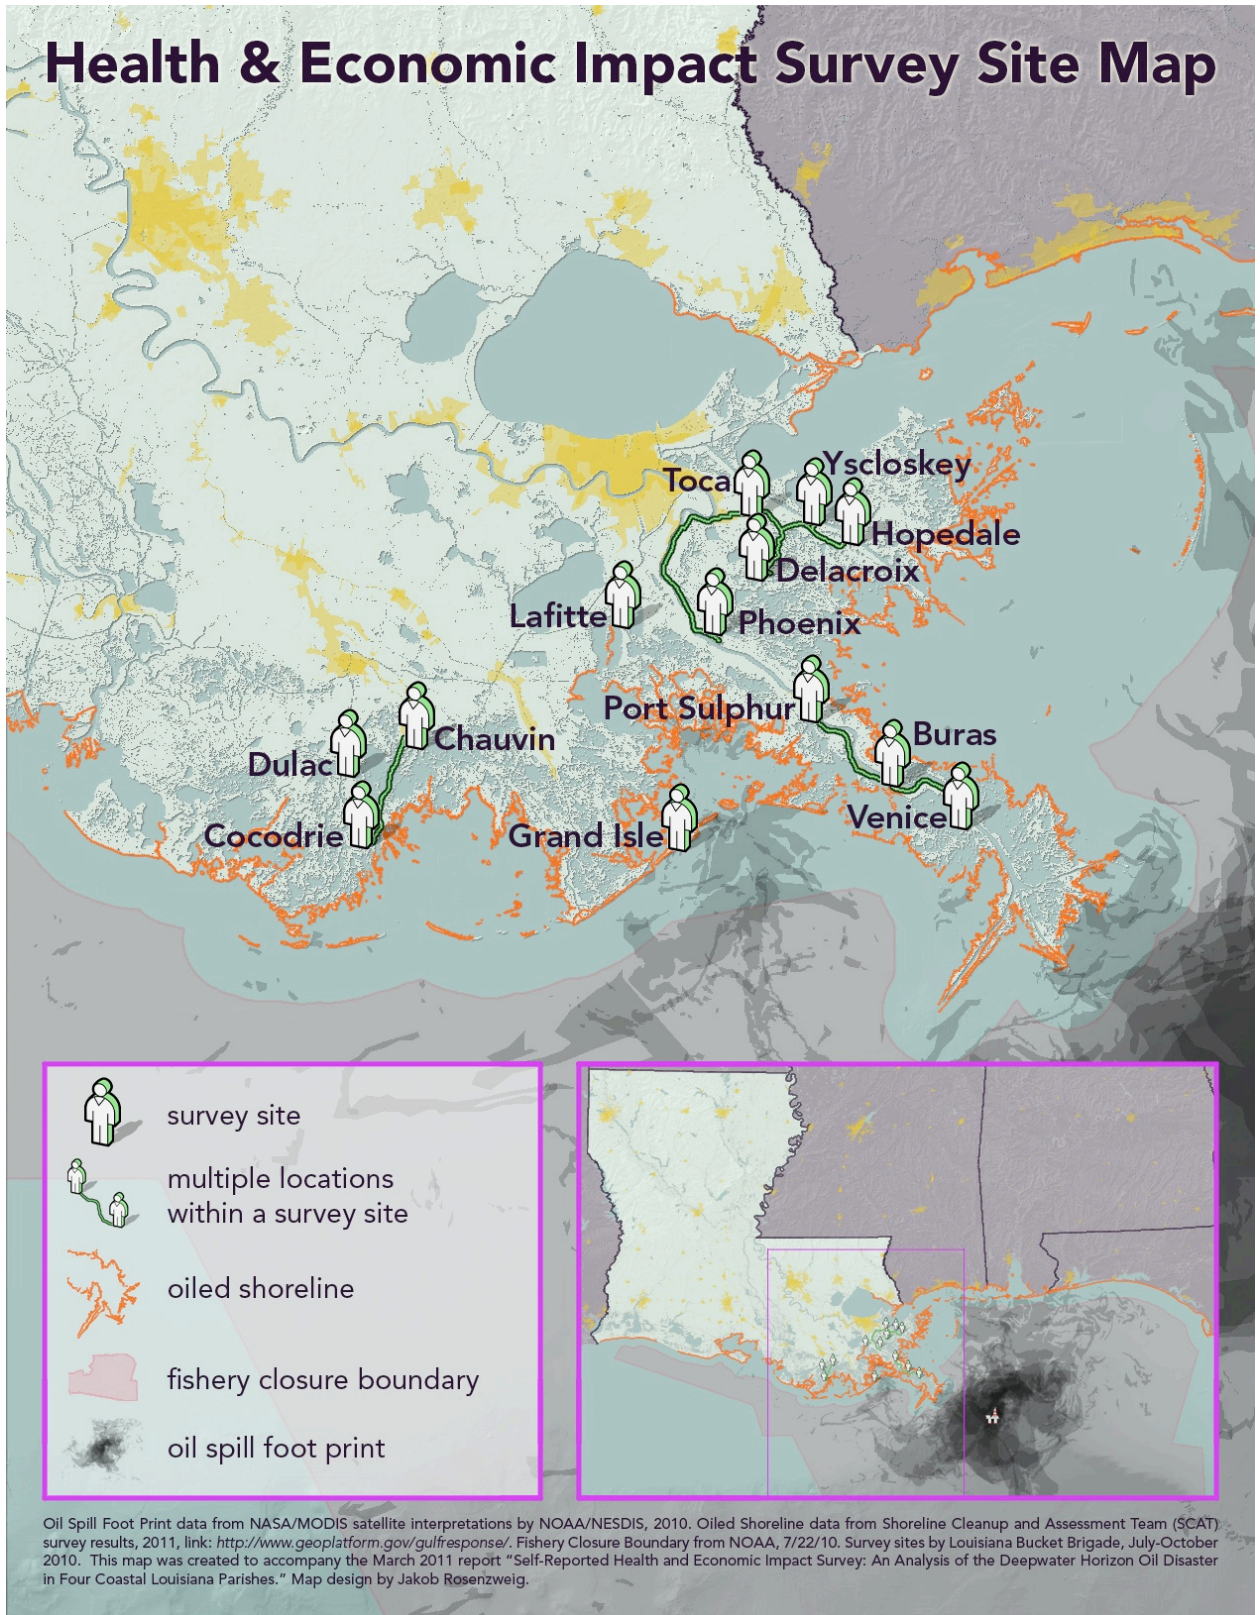 Health & Economic Impact Survey Site Map
Toca
Yscloskey
Hopedale
Delacroix
Lafitte
Phoenix
Port Sulphur
Buras
Chauvin
Dulac
Venice
Cocodrie
Grand Isle
survey site
multiple locations
within a survey site
oiled shoreline
fishery closure boundary
oil spill foot print
Oil Spill Foot Print data from NASA/MODIS satellite interpretations by NOAA/NESDIS, 2010. Oiled Shoreline data from Shoreline Cleanup and Assessment Team (SCAT)
survey results, 2011, link: http://www.geoplatform.gov/gulfresponse/. Fishery Closure Boundary from NOAA, 7/22/10. Survey sites by Louisiana Bucket Brigade, July-October
2010. This map was created to accompany the March 2011 report “Self-Reported Health and Economic Impact Survey: An Analysis of the Deepwater Horizon Oil Disaster
in Four Coastal Louisiana Parishes.” Map design by Jakob Rosenzweig.